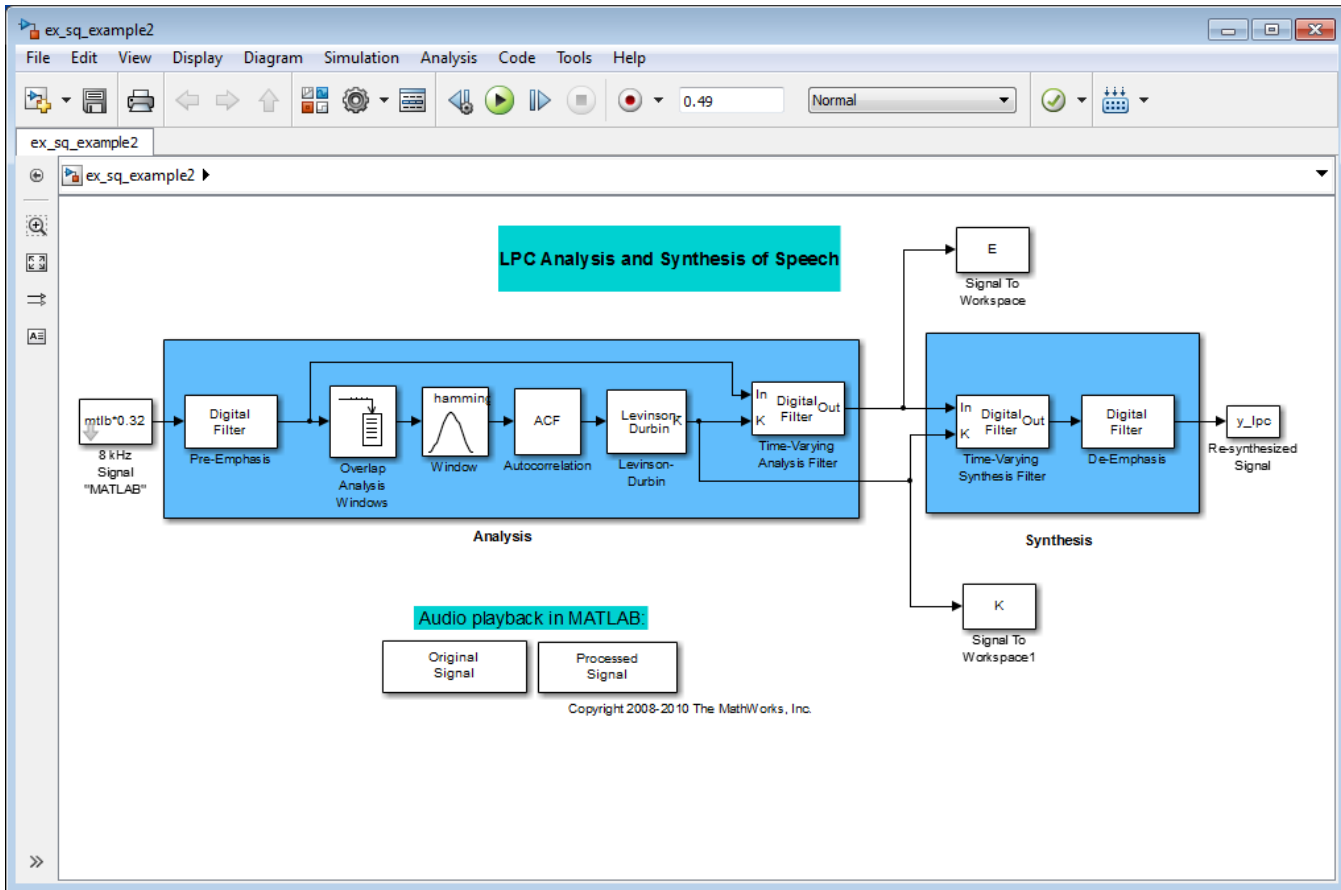 ex_sq_example2
File Edit View Display Diagram Simulation Analysis Code Tools Help
0.49
Normal
ex_sq_example2
ex_sq_example2
LPC Analysis and Synthesis of Speech
E
Signal To
Workspace
mtlb*0.32
8 kHz
Signal
"MATLAB"
Digital
Filter
Pre-Emphasis
Overlap
Analysis
Windows
hamming
Window
ACF
Autocorrelation
Levinson-
Durbin
K
Levinson-
Durbin
In
K
Digital
Filter
Out
Time-Varying
Analysis Filter
Analysis
In
K
Digital
Filter
Out
Time-Varying
Synthesis Filter
Digital
Filter
De-Emphasis
Synthesis
y_lpc
Re-synthesized
Signal
K
Signal To
Workspace1
Audio playback in MATLAB:
Original
Signal
Processed
Signal
Copyright 2008-2010 The MathWorks, Inc.